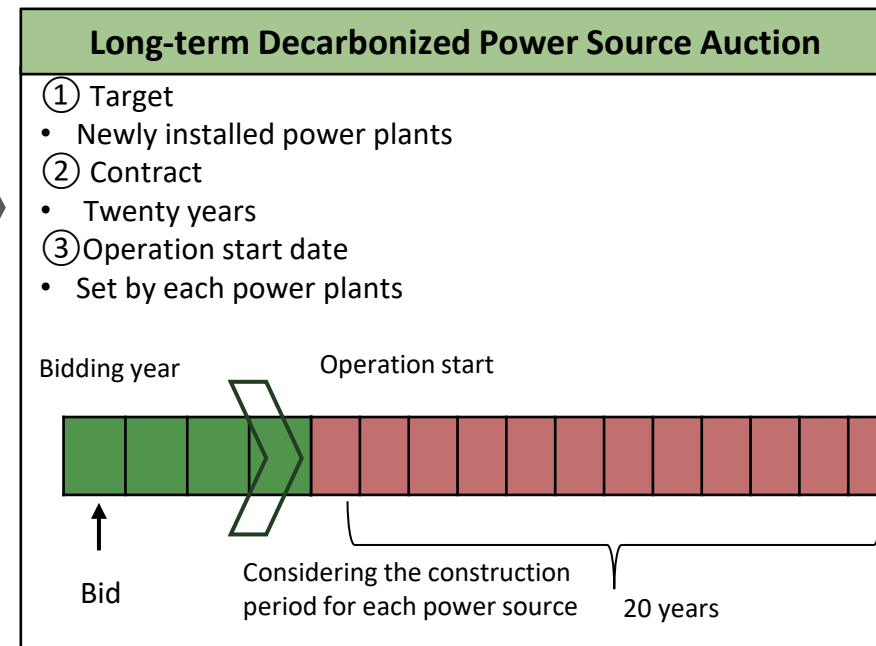 Long-term Decarbonized Power Source Auction
① Target
• Newly installed power plants
② Contract
• Twenty years
③Operation start date
• Set by each power plants
Bidding year
Operation start
Bid
Considering the construction
period for each power source
20 years